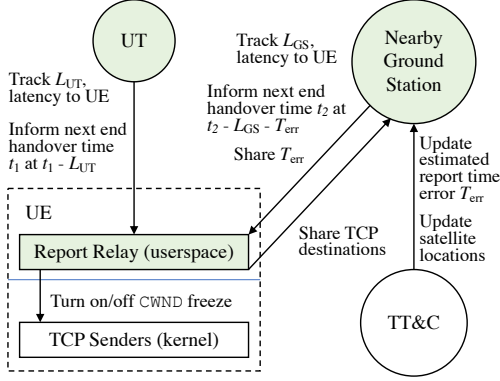 UT
Track L_UT,
latency to UE
Inform next end
handover time
t_1 at t_1 - L_UT
Track L_GS,
latency to UE
Inform next end
handover time t_2 at
t_2 - L_GS - T_err
Share T_err
Nearby
Ground
Station
Update
estimated
report time
error T_err
Update
satellite
locations
Share TCP
destinations
TT&C
UE
Report Relay (userspace)
Turn on/off CWND freeze
TCP Senders (kernel)